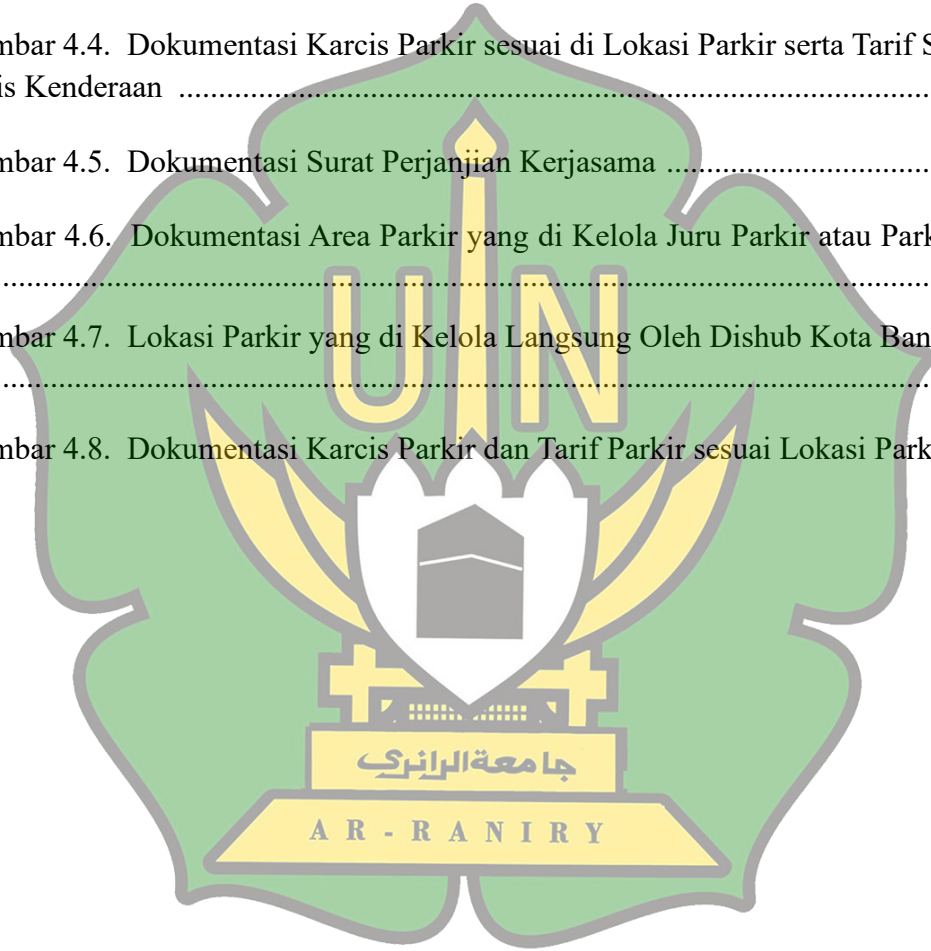 mbar 4.4. Dokumentasi Karcis Parkir sesuai di Lokasi Parkir serta Tarif S
is Kenderaan ........................................................................................
mbar 4.5. Dokumentasi Surat Perjanjian Kerjasama .................................
mbar 4.6. Dokumentasi Area Parkir yang di Kelola Juru Parkir atau Park
....................................................................................................................
mbar 4.7. Lokasi Parkir yang di Kelola Langsung Oleh Dishub Kota Ban
....................................................................................................................
mbar 4.8. Dokumentasi Karcis Parkir dan Tarif Parkir sesuai Lokasi Park
UIN
جامعة الرانري
AR-RANIRY